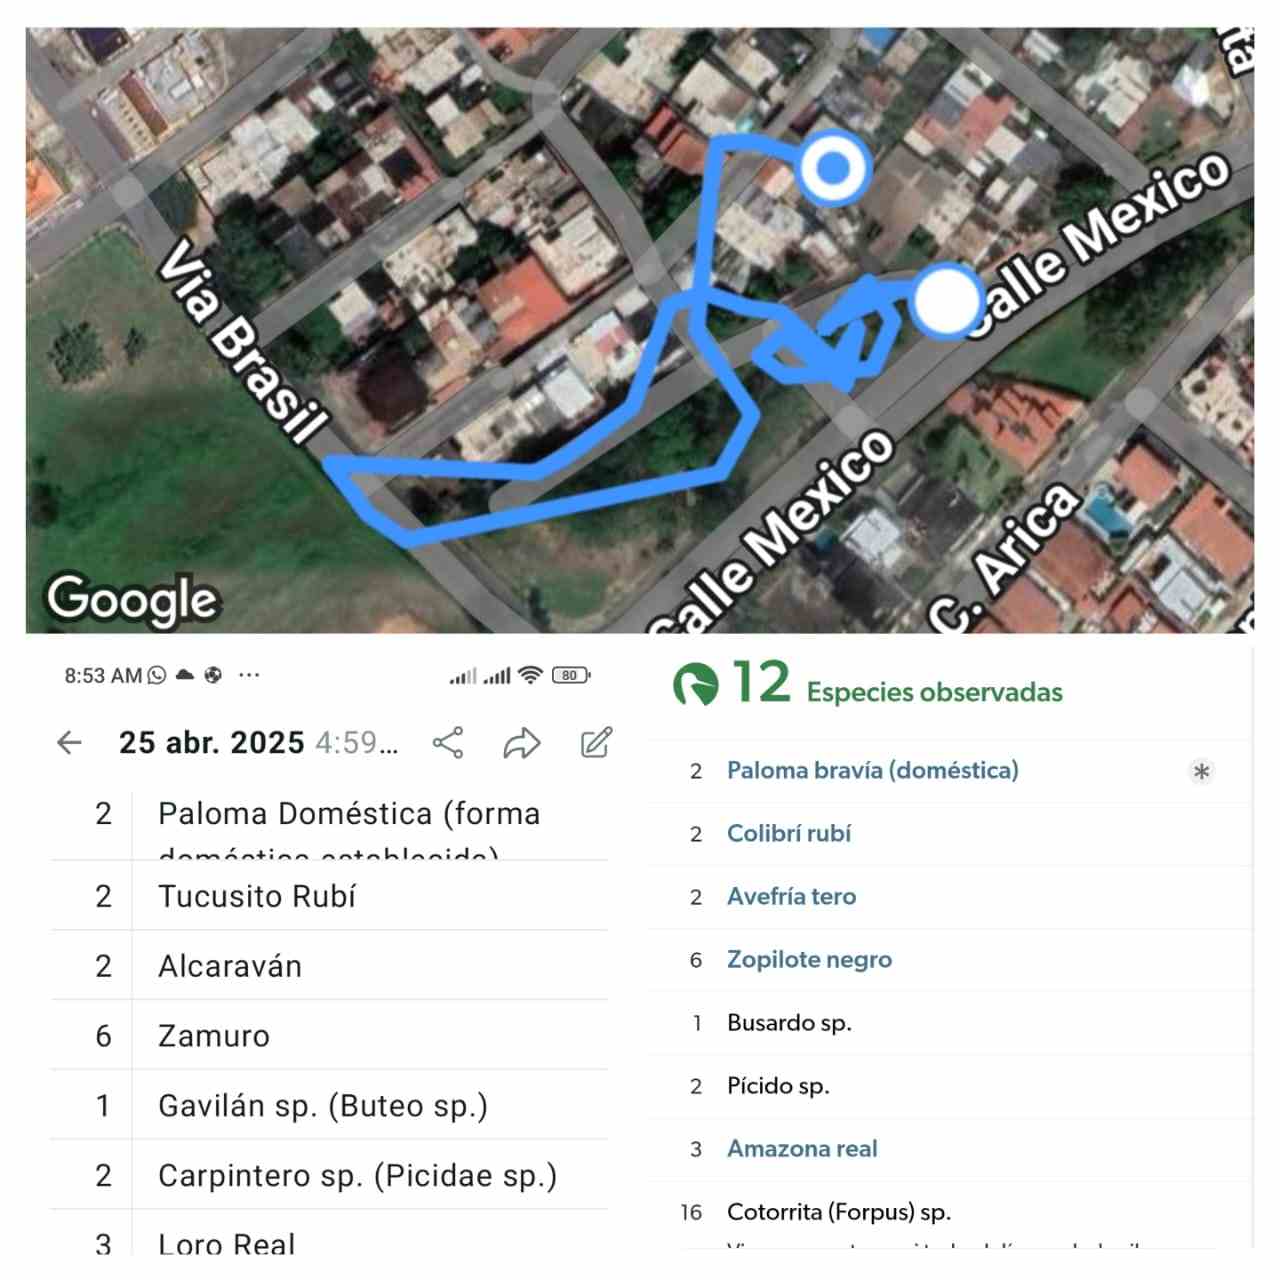 ita
Calle Mexico
Via Brasil
Calle Mexico
C. Arica
Google
8:53 AM
80
25 abr. 2025 4:59...
2 Paloma Doméstica (forma
doméstica establecida)
2 Tucusito Rubí
2 Alcaraván
6 Zamuro
1 Gavilán sp. (Buteo sp.)
2 Carpintero sp. (Picidae sp.)
3 Loro Real
12 Especies observadas
2 Paloma bravía (doméstica) *
2 Colibrí rubí
2 Avefría tero
6 Zopilote negro
1 Busardo sp.
2 Pícido sp.
3 Amazona real
16 Cotorrita (Forpus) sp.